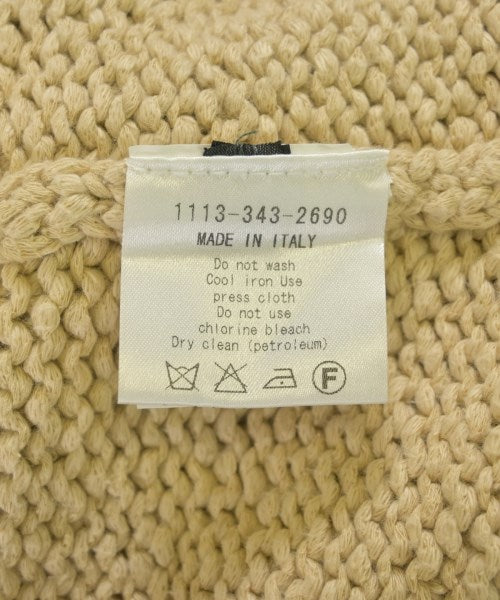 1113-343-2690
MADE IN ITALY
Do not wash
Cool iron Use
press cloth
Do not use
chlorine bleach
Dry clean (petroleum)
F